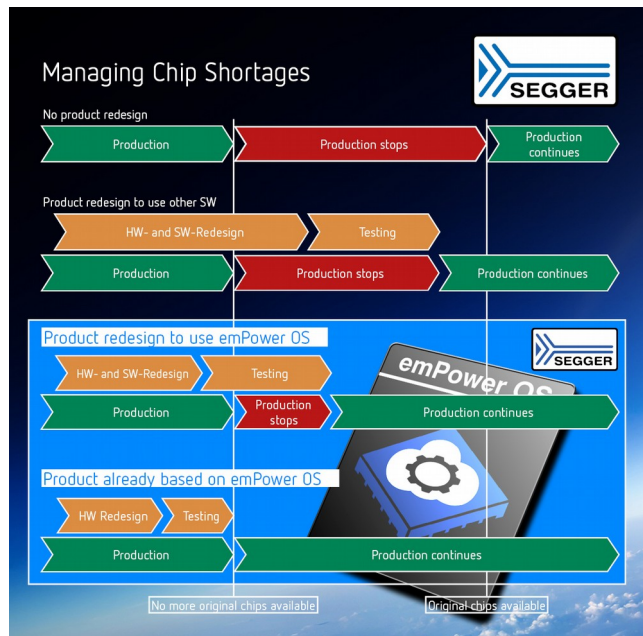 Managing Chip Shortages
SEGGER
No product redesign
Production
Production stops
Production
continues
Product redesign to use other SW
HW- and SW-Redesign
Testing
Production
Production stops
Production continues
Product redesign to use emPower OS
SEGGER
HW- and SW-Redesign
Testing
emPower OS
Production
Production
stops
Production continues
Product already based on emPower OS
HW Redesign
Testing
Production
Production continues
No more original chips available
Original chips available